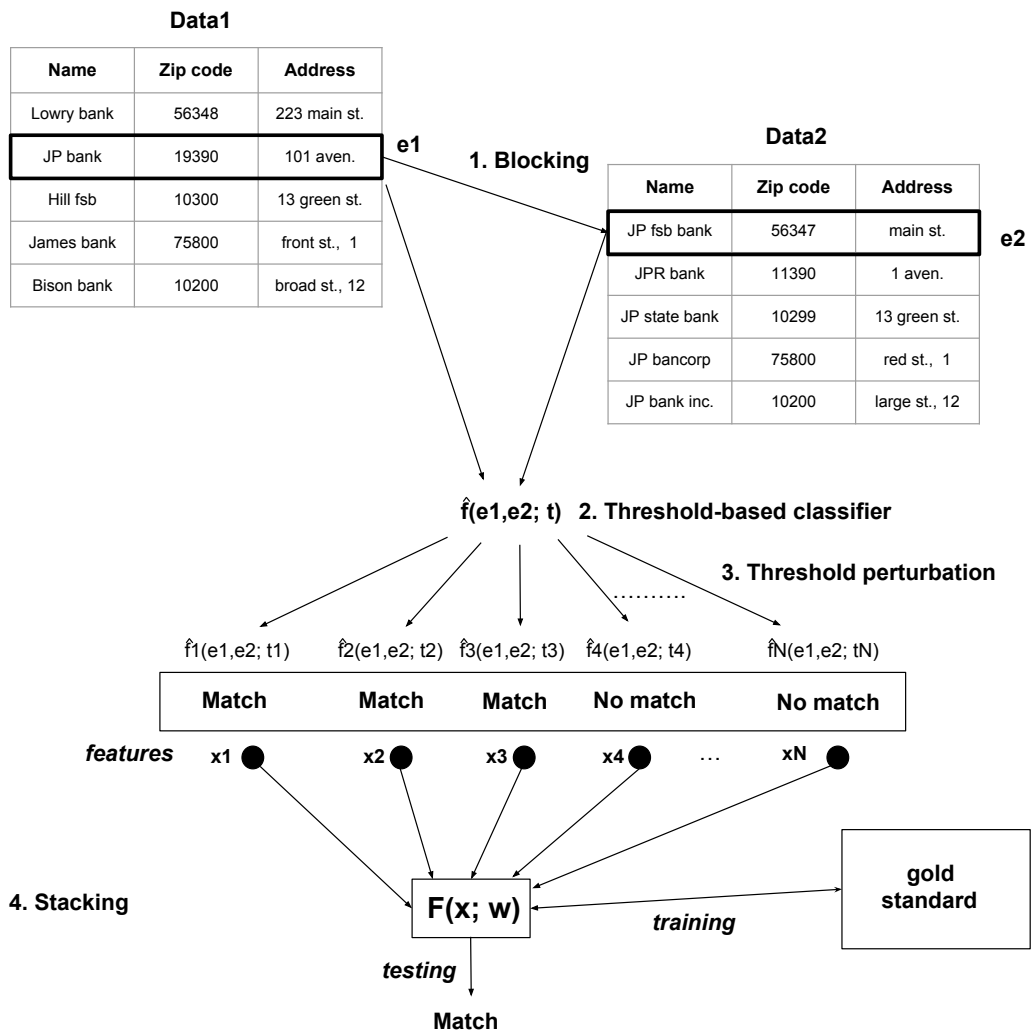 Data1
Name Zip code Address
Lowry bank 56348 223 main st.
JP bank 19390 101 aven.
Hill fsb 10300 13 green st.
James bank 75800 front st., 1
Bison bank 10200 broad st., 12
e1
1. Blocking
Data2
Name Zip code Address
JP fsb bank 56347 main st.
JPR bank 11390 1 aven.
JP state bank 10299 13 green st.
JP bancorp 75800 red st., 1
JP bank inc. 10200 large st., 12
e2
f̂(e1,e2; t) 2. Threshold-based classifier
3. Threshold perturbation
..........
f̂1(e1,e2; t1) f̂2(e1,e2; t2) f̂3(e1,e2; t3) f̂4(e1,e2; t4) f̂N(e1,e2; tN)
Match Match Match No match No match
features x1 x2 x3 x4 ... xN
4. Stacking
F(x; w)
training
gold
standard
testing
Match